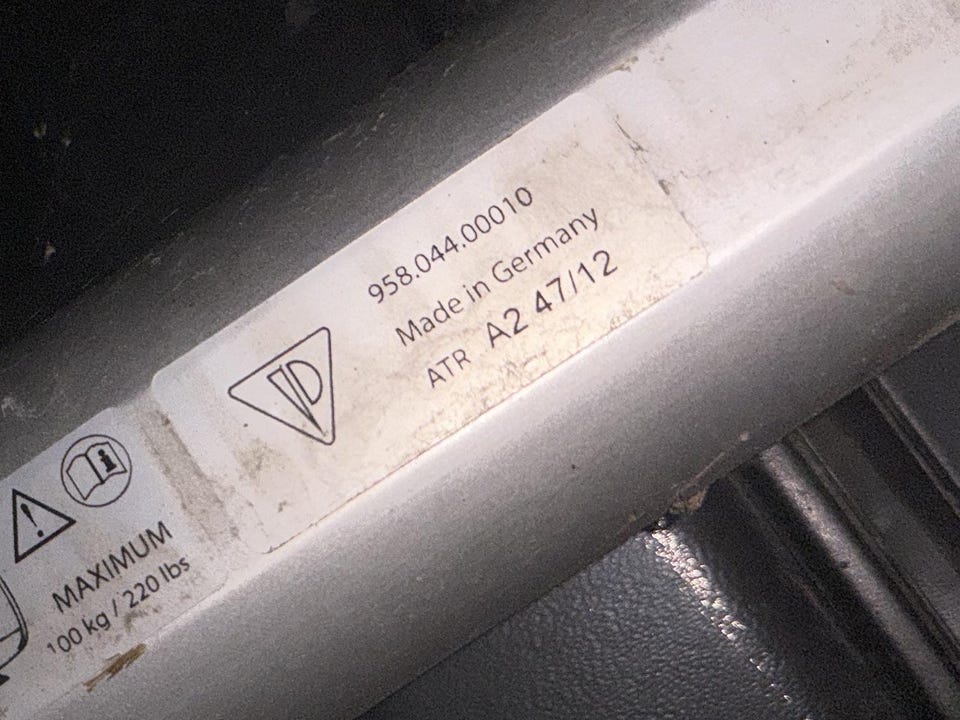 958.044.00010
Made in Germany
ATR A2 47/12
MAXIMUM
100 kg / 220 lbs